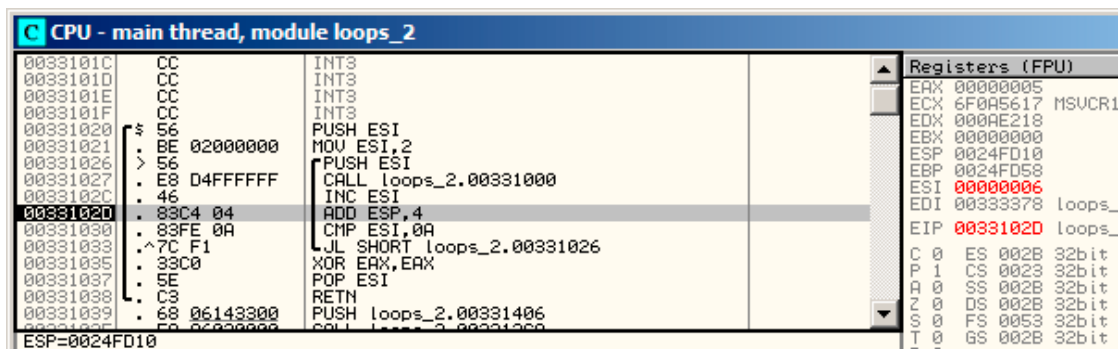 C CPU - main thread, module loops_2
0033101C CC INT3
0033101D CC INT3
0033101E CC INT3
0033101F CC INT3
00331020 $ 56 PUSH ESI
00331021 . BE 02000000 MOV ESI,2
00331026 > 56 PUSH ESI
00331027 . E8 D4FFFFFF CALL loops_2.00331000
0033102C . 46 INC ESI
0033102D . 83C4 04 ADD ESP,4
00331030 . 83FE 0A CMP ESI,0A
00331033 .^7C F1 JL SHORT loops_2.00331026
00331035 . 33C0 XOR EAX,EAX
00331037 . 5E POP ESI
00331038 . C3 RETN
00331039 . 68 06143300 PUSH loops_2.00331406
ESP=0024FD10
Registers (FPU)
EAX 00000005
ECX 6F0A5617 MSVCR1
EDX 000AE218
EBX 00000000
ESP 0024FD10
EBP 0024FD58
ESI 00000006
EDI 00333378 loops_
EIP 0033102D loops_
C 0 ES 002B 32bit
P 1 CS 0023 32bit
A 0 SS 002B 32bit
Z 0 DS 002B 32bit
S 0 FS 0053 32bit
T 0 GS 002B 32bit